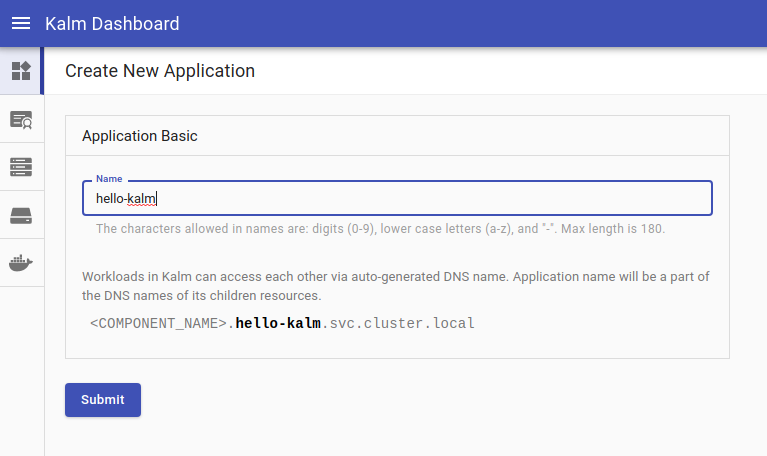 Kalm Dashboard
Create New Application
Application Basic
Name
hello-kalm
The characters allowed in names are: digits (0-9), lower case letters (a-z), and "-". Max length is 180.
Workloads in Kalm can access each other via auto-generated DNS name. Application name will be a part of
the DNS names of its children resources.
<COMPONENT_NAME>.hello-kalm.svc.cluster.local
Submit